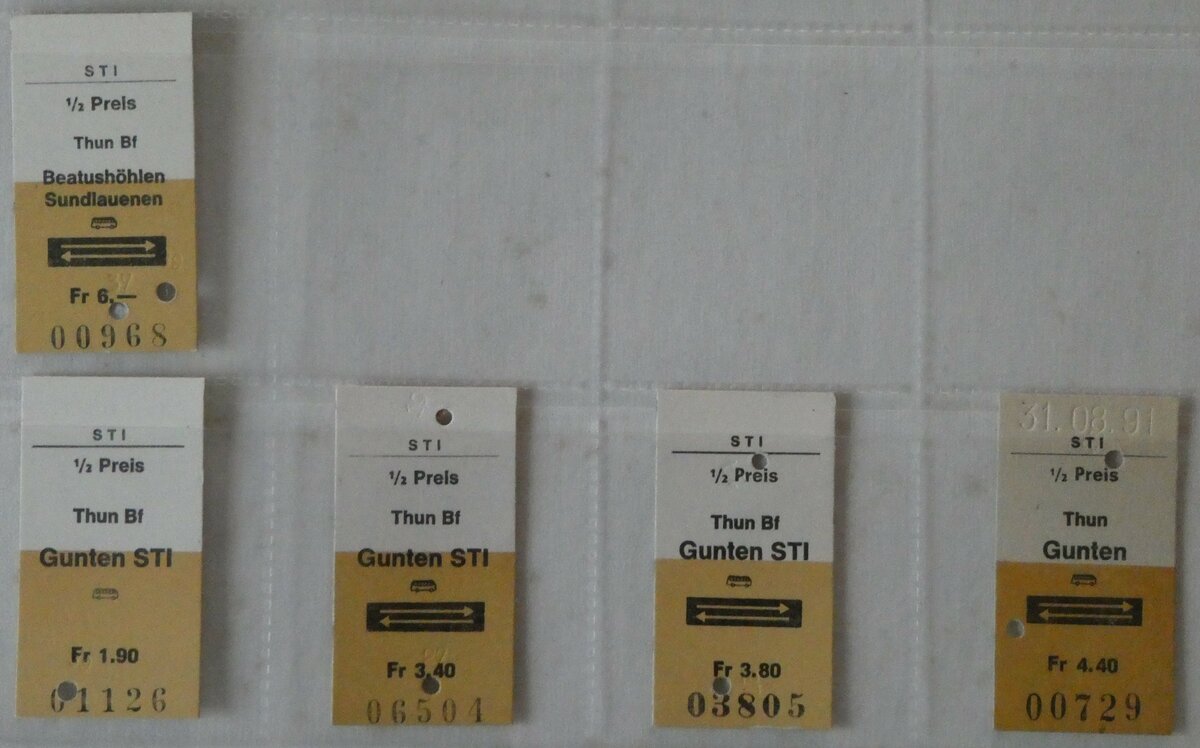 STI
1/2 Preis
Thun Bf
Beatushöhlen
Sundlauenen
Fr 6.—
00968
STI
1/2 Preis
Thun Bf
Gunten STI
Fr 1.90
01126
STI
1/2 Preis
Thun Bf
Gunten STI
Fr 3.40
06504
STI
1/2 Preis
Thun Bf
Gunten STI
Fr 3.80
03805
31.08.91
STI
1/2 Preis
Thun
Gunten
Fr 4.40
00729